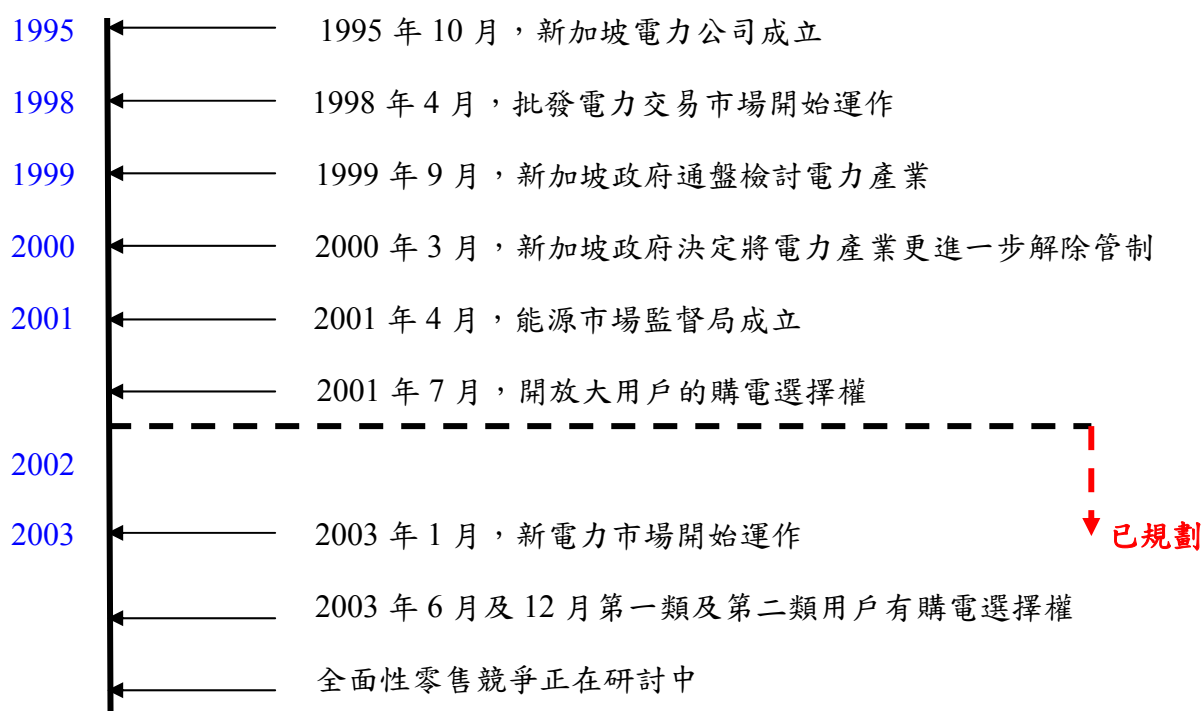 1995 1995 年 10 月，新加坡電力公司成立
1998 1998 年 4 月，批發電力交易市場開始運作
1999 1999 年 9 月，新加坡政府通盤檢討電力產業
2000 2000 年 3 月，新加坡政府決定將電力產業更進一步解除管制
2001 2001 年 4 月，能源市場監督局成立
2001 年 7 月，開放大用戶的購電選擇權
2002
2003 2003 年 1 月，新電力市場開始運作 已規劃
2003 年 6 月及 12 月第一類及第二類用戶有購電選擇權
全面性零售競爭正在研討中